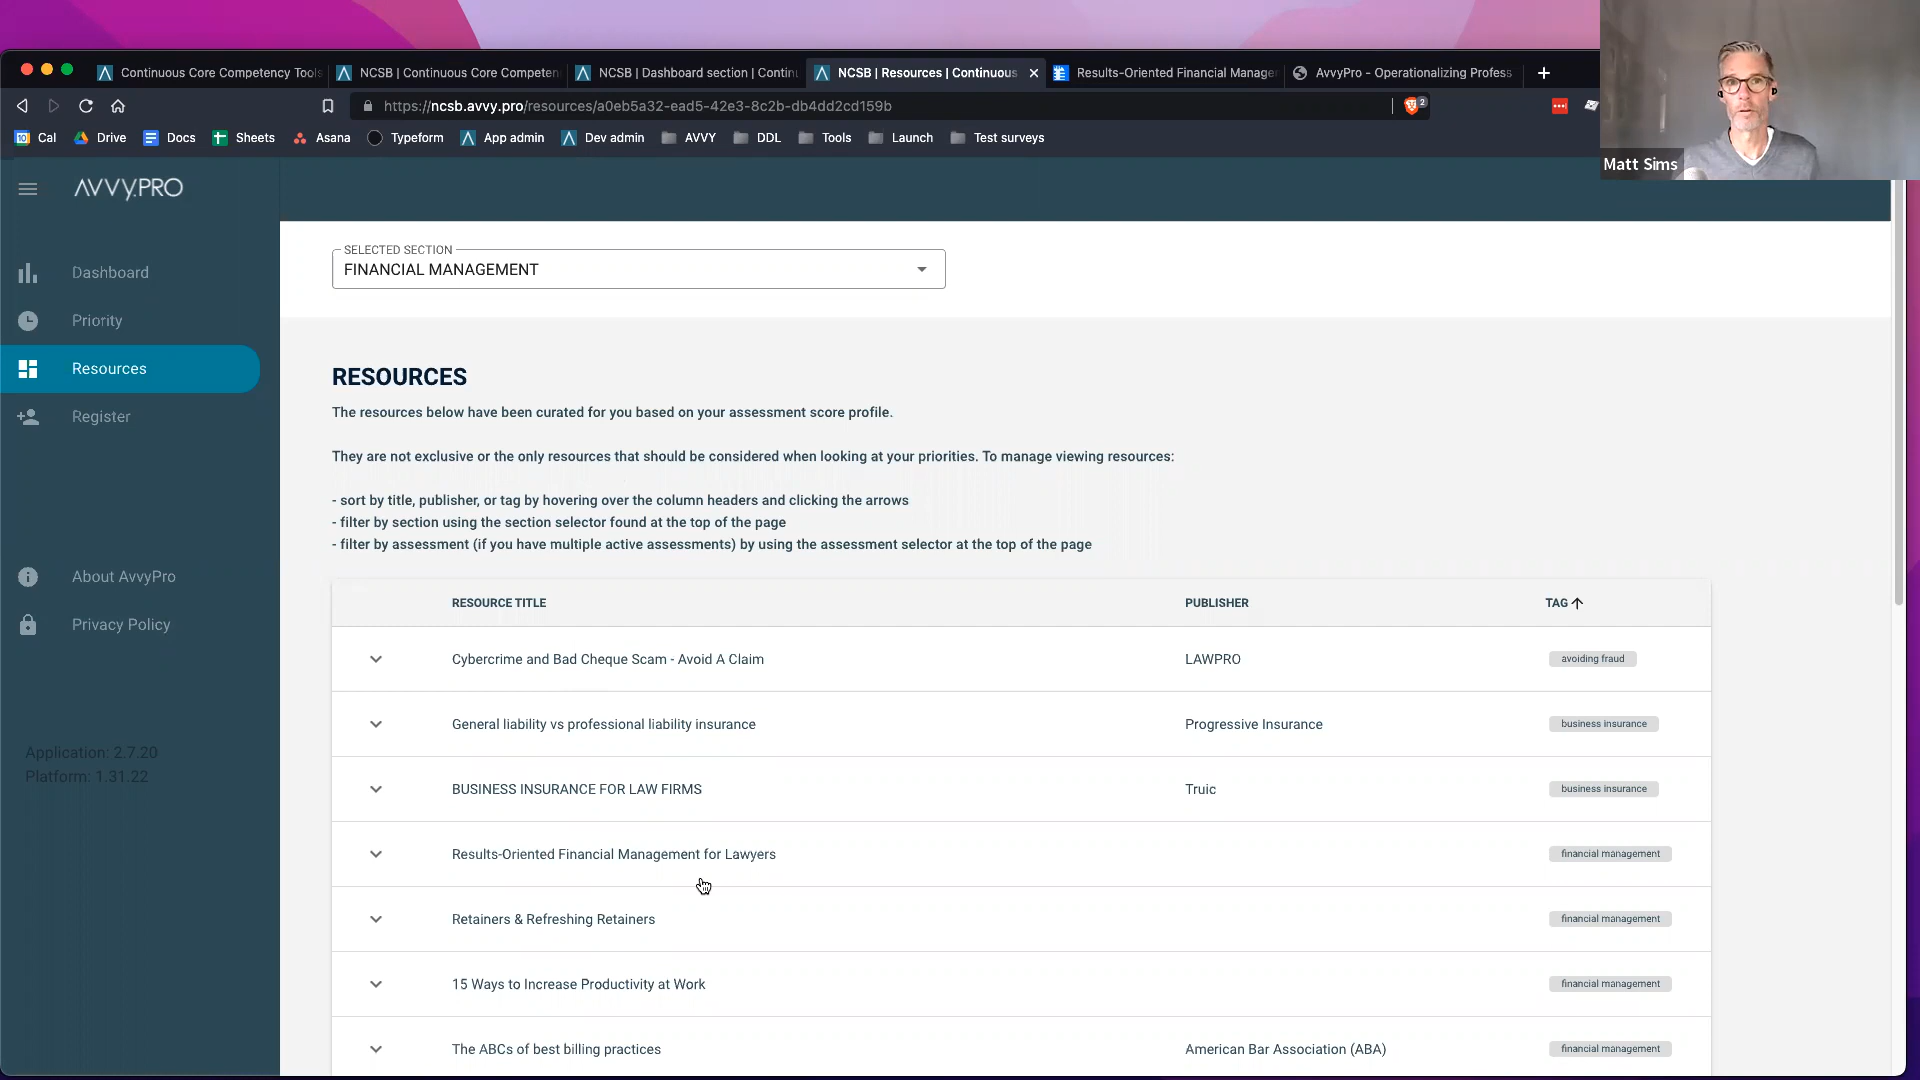 Continuous Core Competency Tools
NCSB | Continuous Core Competen
NCSB | Dashboard section | Contin
NCSB | Resources | Continuous
Results-Oriented Financial Manage
AvvyPro - Operationalizing Profess
https://ncsb.avvy.pro/resources/a0eb5a32-ead5-42e3-8c2b-db4dd2cd159b
2
Cal
Drive
Docs
Sheets
Asana
Typeform
App admin
Dev admin
AVVY
DDL
Tools
Launch
Test surveys
Matt Sims
AVVY.PRO
Dashboard
Priority
Resources
Register
About AvvyPro
Privacy Policy
Application: 2.7.20
Platform: 1.31.22
SELECTED SECTION
FINANCIAL MANAGEMENT
RESOURCES
The resources below have been curated for you based on your assessment score profile.
They are not exclusive or the only resources that should be considered when looking at your priorities. To manage viewing resources:
- sort by title, publisher, or tag by hovering over the column headers and clicking the arrows
- filter by section using the section selector found at the top of the page
- filter by assessment (if you have multiple active assessments) by using the assessment selector at the top of the page
RESOURCE TITLE PUBLISHER TAG
Cybercrime and Bad Cheque Scam - Avoid A Claim LAWPRO avoiding fraud
General liability vs professional liability insurance Progressive Insurance business insurance
BUSINESS INSURANCE FOR LAW FIRMS Truic business insurance
Results-Oriented Financial Management for Lawyers financial management
Retainers & Refreshing Retainers financial management
15 Ways to Increase Productivity at Work financial management
The ABCs of best billing practices American Bar Association (ABA) financial management